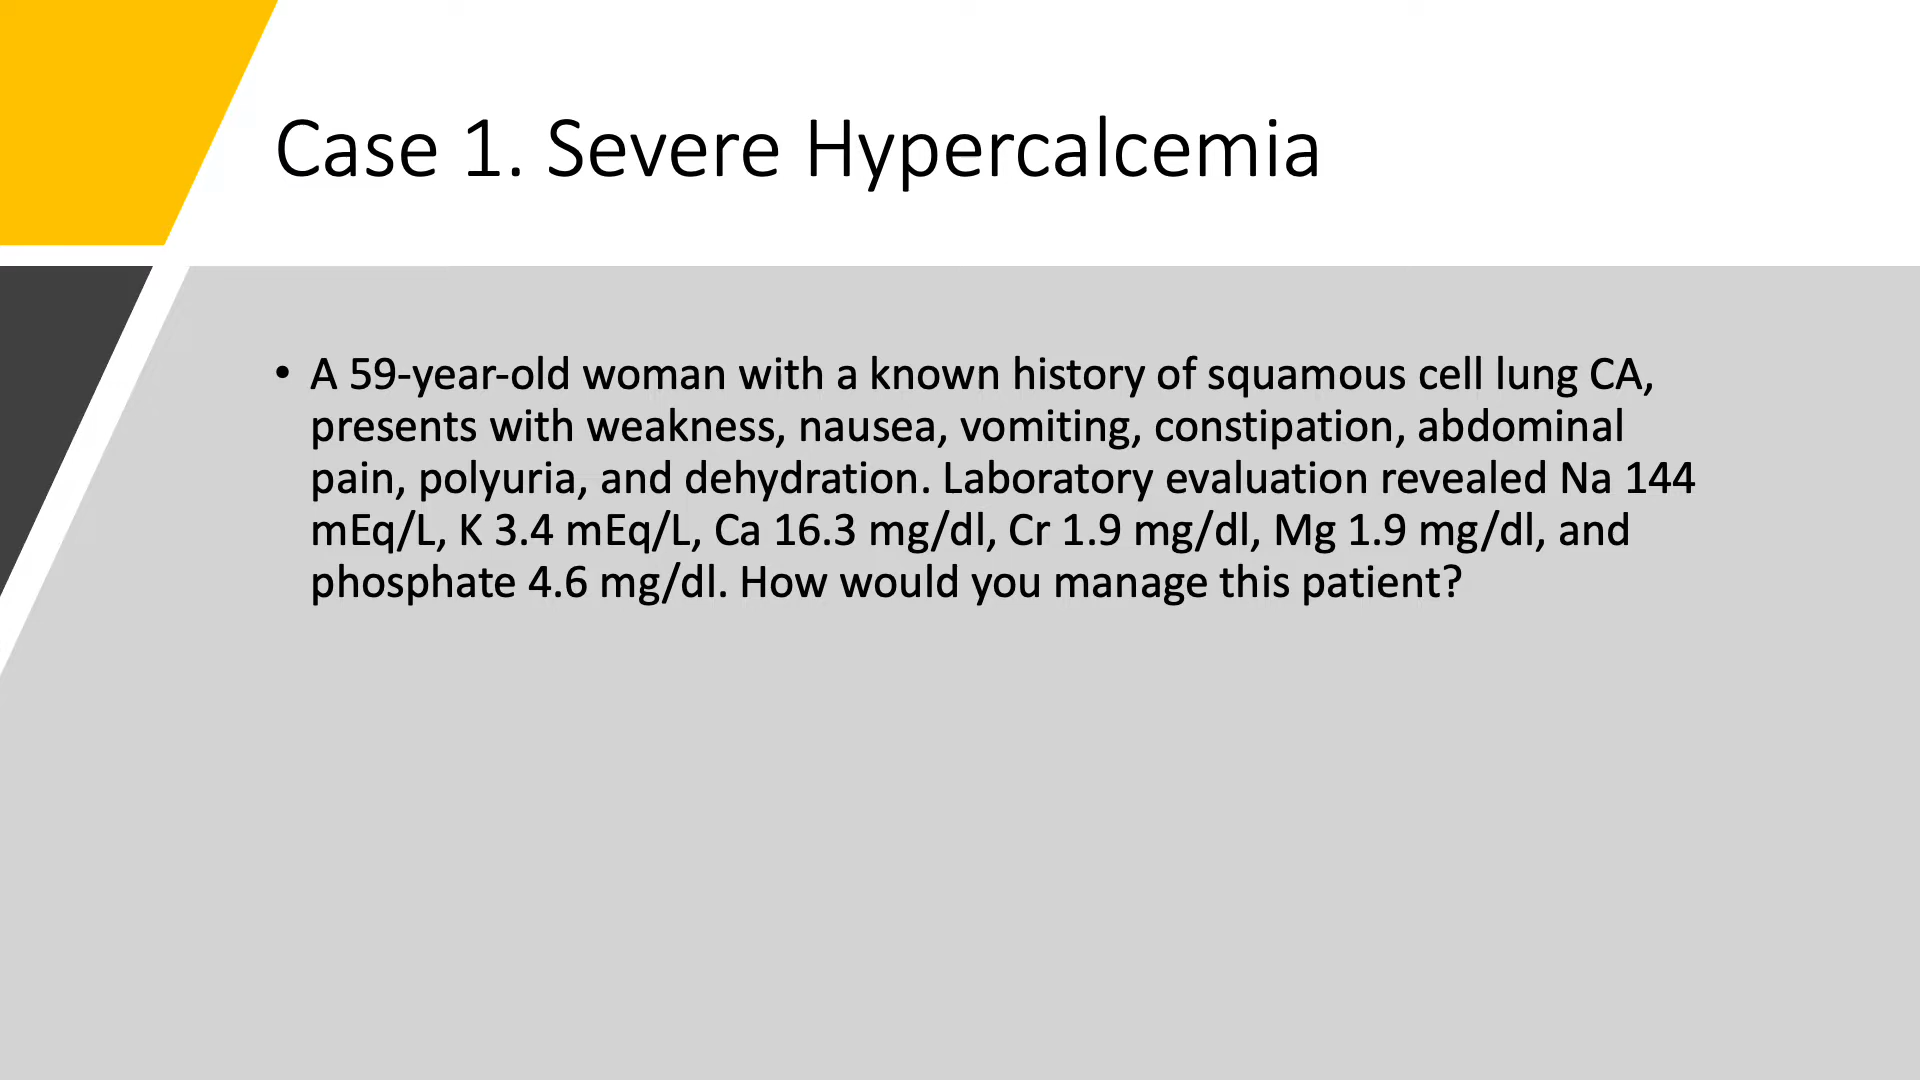 Case 1. Severe Hypercalcemia
• A 59-year-old woman with a known history of squamous cell lung CA,
presents with weakness, nausea, vomiting, constipation, abdominal
pain, polyuria, and dehydration. Laboratory evaluation revealed Na 144
mEq/L, K 3.4 mEq/L, Ca 16.3 mg/dl, Cr 1.9 mg/dl, Mg 1.9 mg/dl, and
phosphate 4.6 mg/dl. How would you manage this patient?